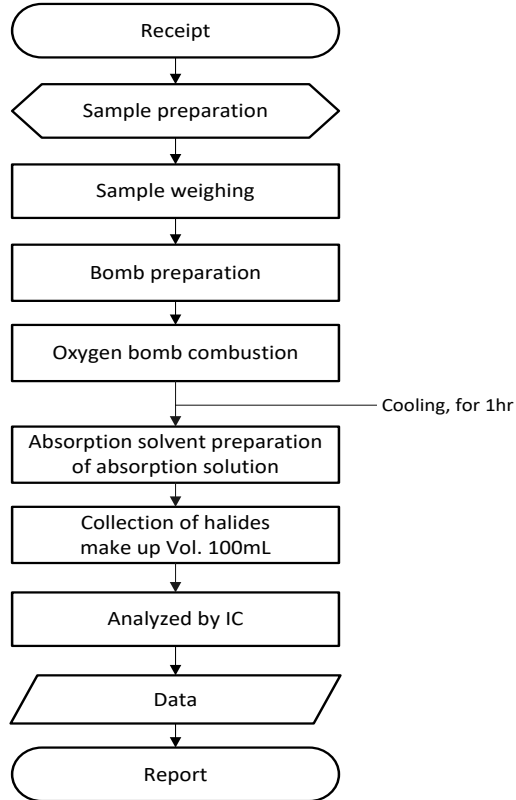 Receipt
Sample preparation
Sample weighing
Bomb preparation
Oxygen bomb combustion
Cooling, for 1hr
Absorption solvent preparation
of absorption solution
Collection of halides
make up Vol. 100mL
Analyzed by IC
Data
Report